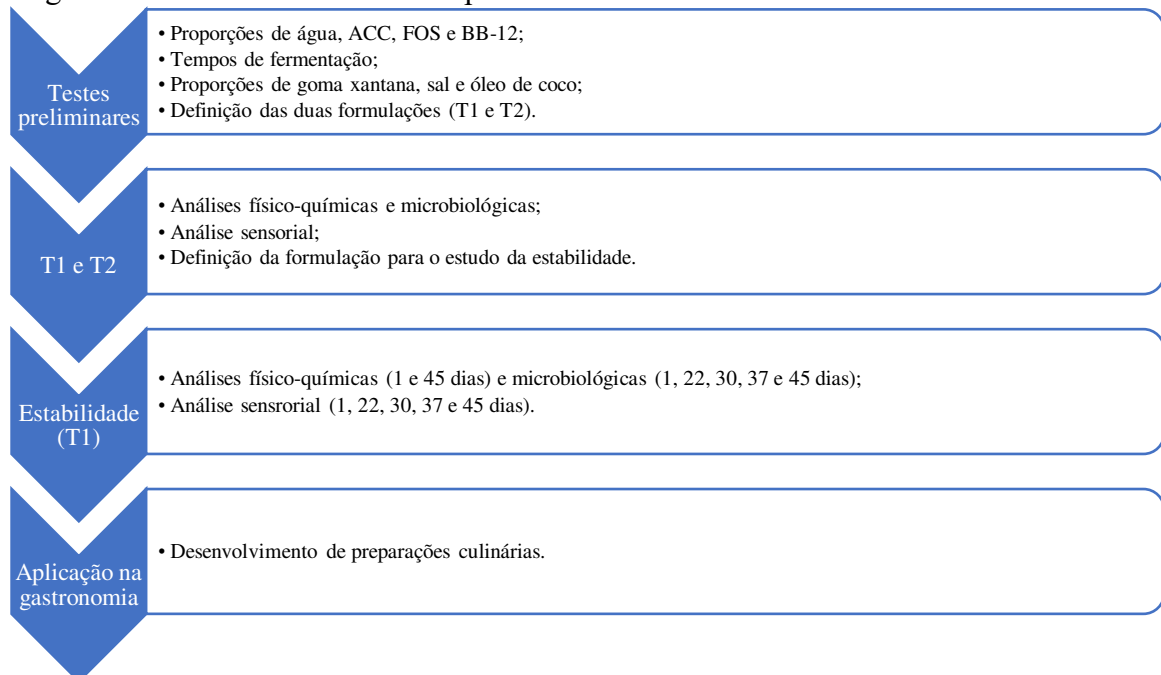 • Proporções de água, ACC, FOS e BB-12;
• Tempos de fermentação;
• Proporções de goma xantana, sal e óleo de coco;
• Definição das duas formulações (T1 e T2).
Testes
preliminares
• Análises físico-químicas e microbiológicas;
• Análise sensorial;
• Definição da formulação para o estudo da estabilidade.
T1 e T2
• Análises físico-químicas (1 e 45 dias) e microbiológicas (1, 22, 30, 37 e 45 dias);
• Análise sensrorial (1, 22, 30, 37 e 45 dias).
Estabilidade
(T1)
• Desenvolvimento de preparações culinárias.
Aplicação na
gastronomia